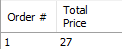 Order # Total
Price
1 27